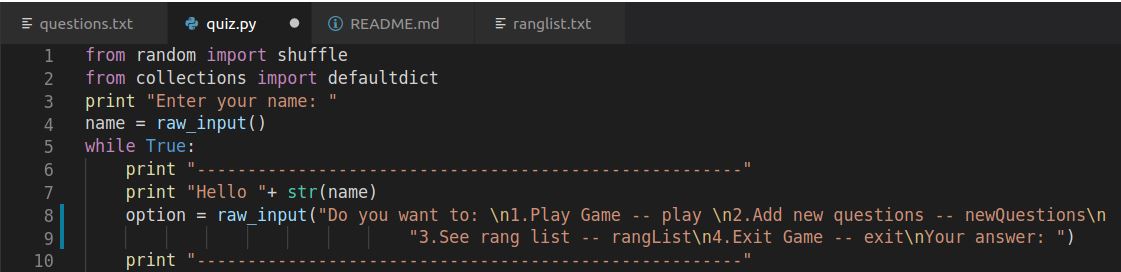 questions.txt quiz.py README.md ranglist.txt
1 from random import shuffle
2 from collections import defaultdict
3 print "Enter your name: "
4 name = raw_input()
5 while True:
6     print "------------------------------------------------------"
7     print "Hello "+ str(name)
8     option = raw_input("Do you want to: \n1.Play Game -- play \n2.Add new questions -- newQuestions\n
9                                 "3.See rang list -- rangList\n4.Exit Game -- exit\nYour answer: ")
10     print "------------------------------------------------------"